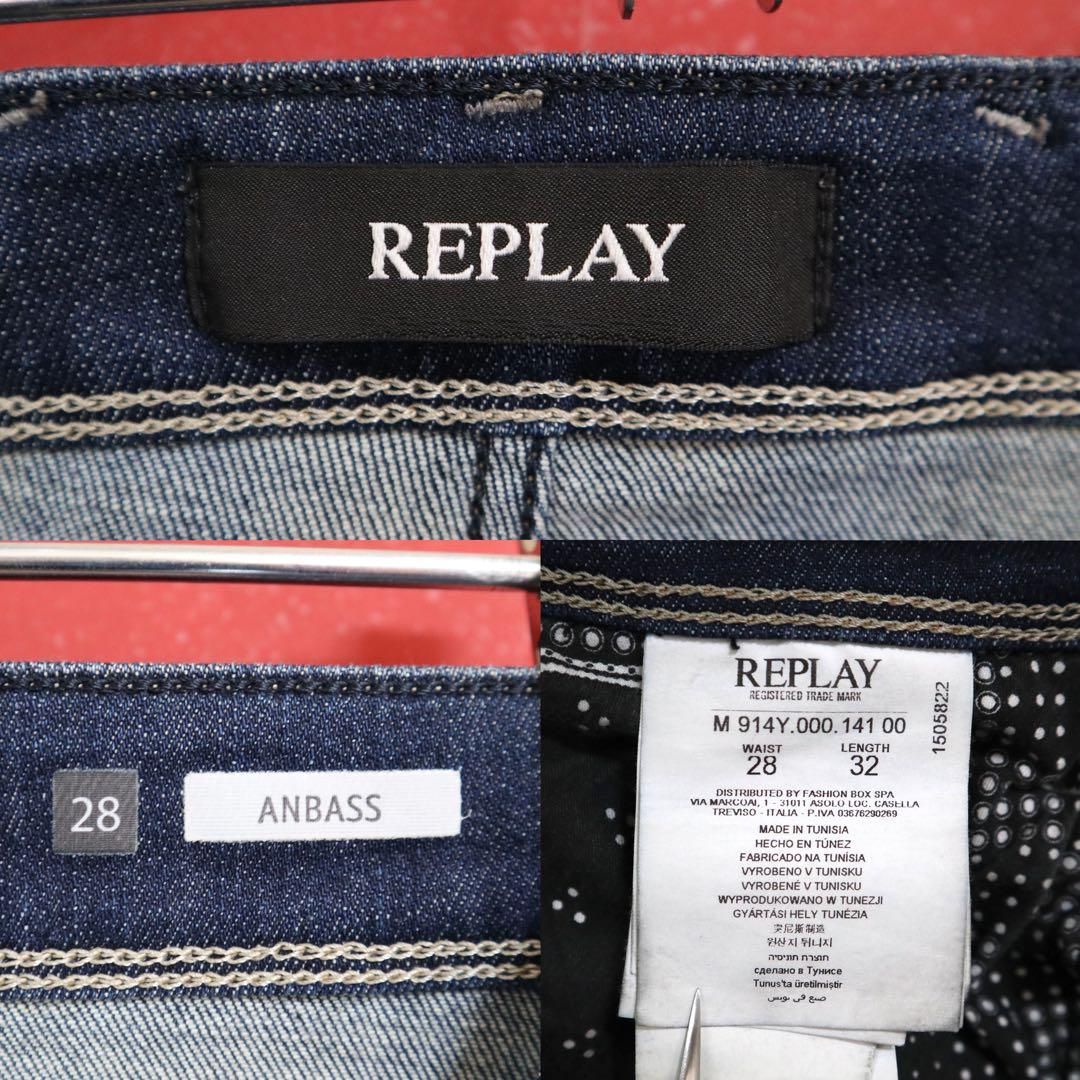 REPLAY
28
ANBASS
REPLAY
REGISTERED TRADE MARK
M 914Y.000.141 00
WAIST LENGTH
28 32
1505822
DISTRIBUTED BY FASHION BOX SPA
VIA MARCOAI, 1 - 31011 ASOLO LOC. CASELLA
TREVISO - ITALIA - P.IVA 03676290269
MADE IN TUNISIA
HECHO EN TÚNEZ
FABRICADO NA TUNÍSIA
VYROBENO V TUNISKU
VYROBENÉ V TUNISKU
WYPRODUKOWANO W TUNEZJI
GYÁRTÁSI HELY TUNÉZIA
突尼斯制造
원산지 튀니지
תוצרת תוניסיה
сделано в Тунисе
Tunus'ta üretilmiştir
صنع في تونس